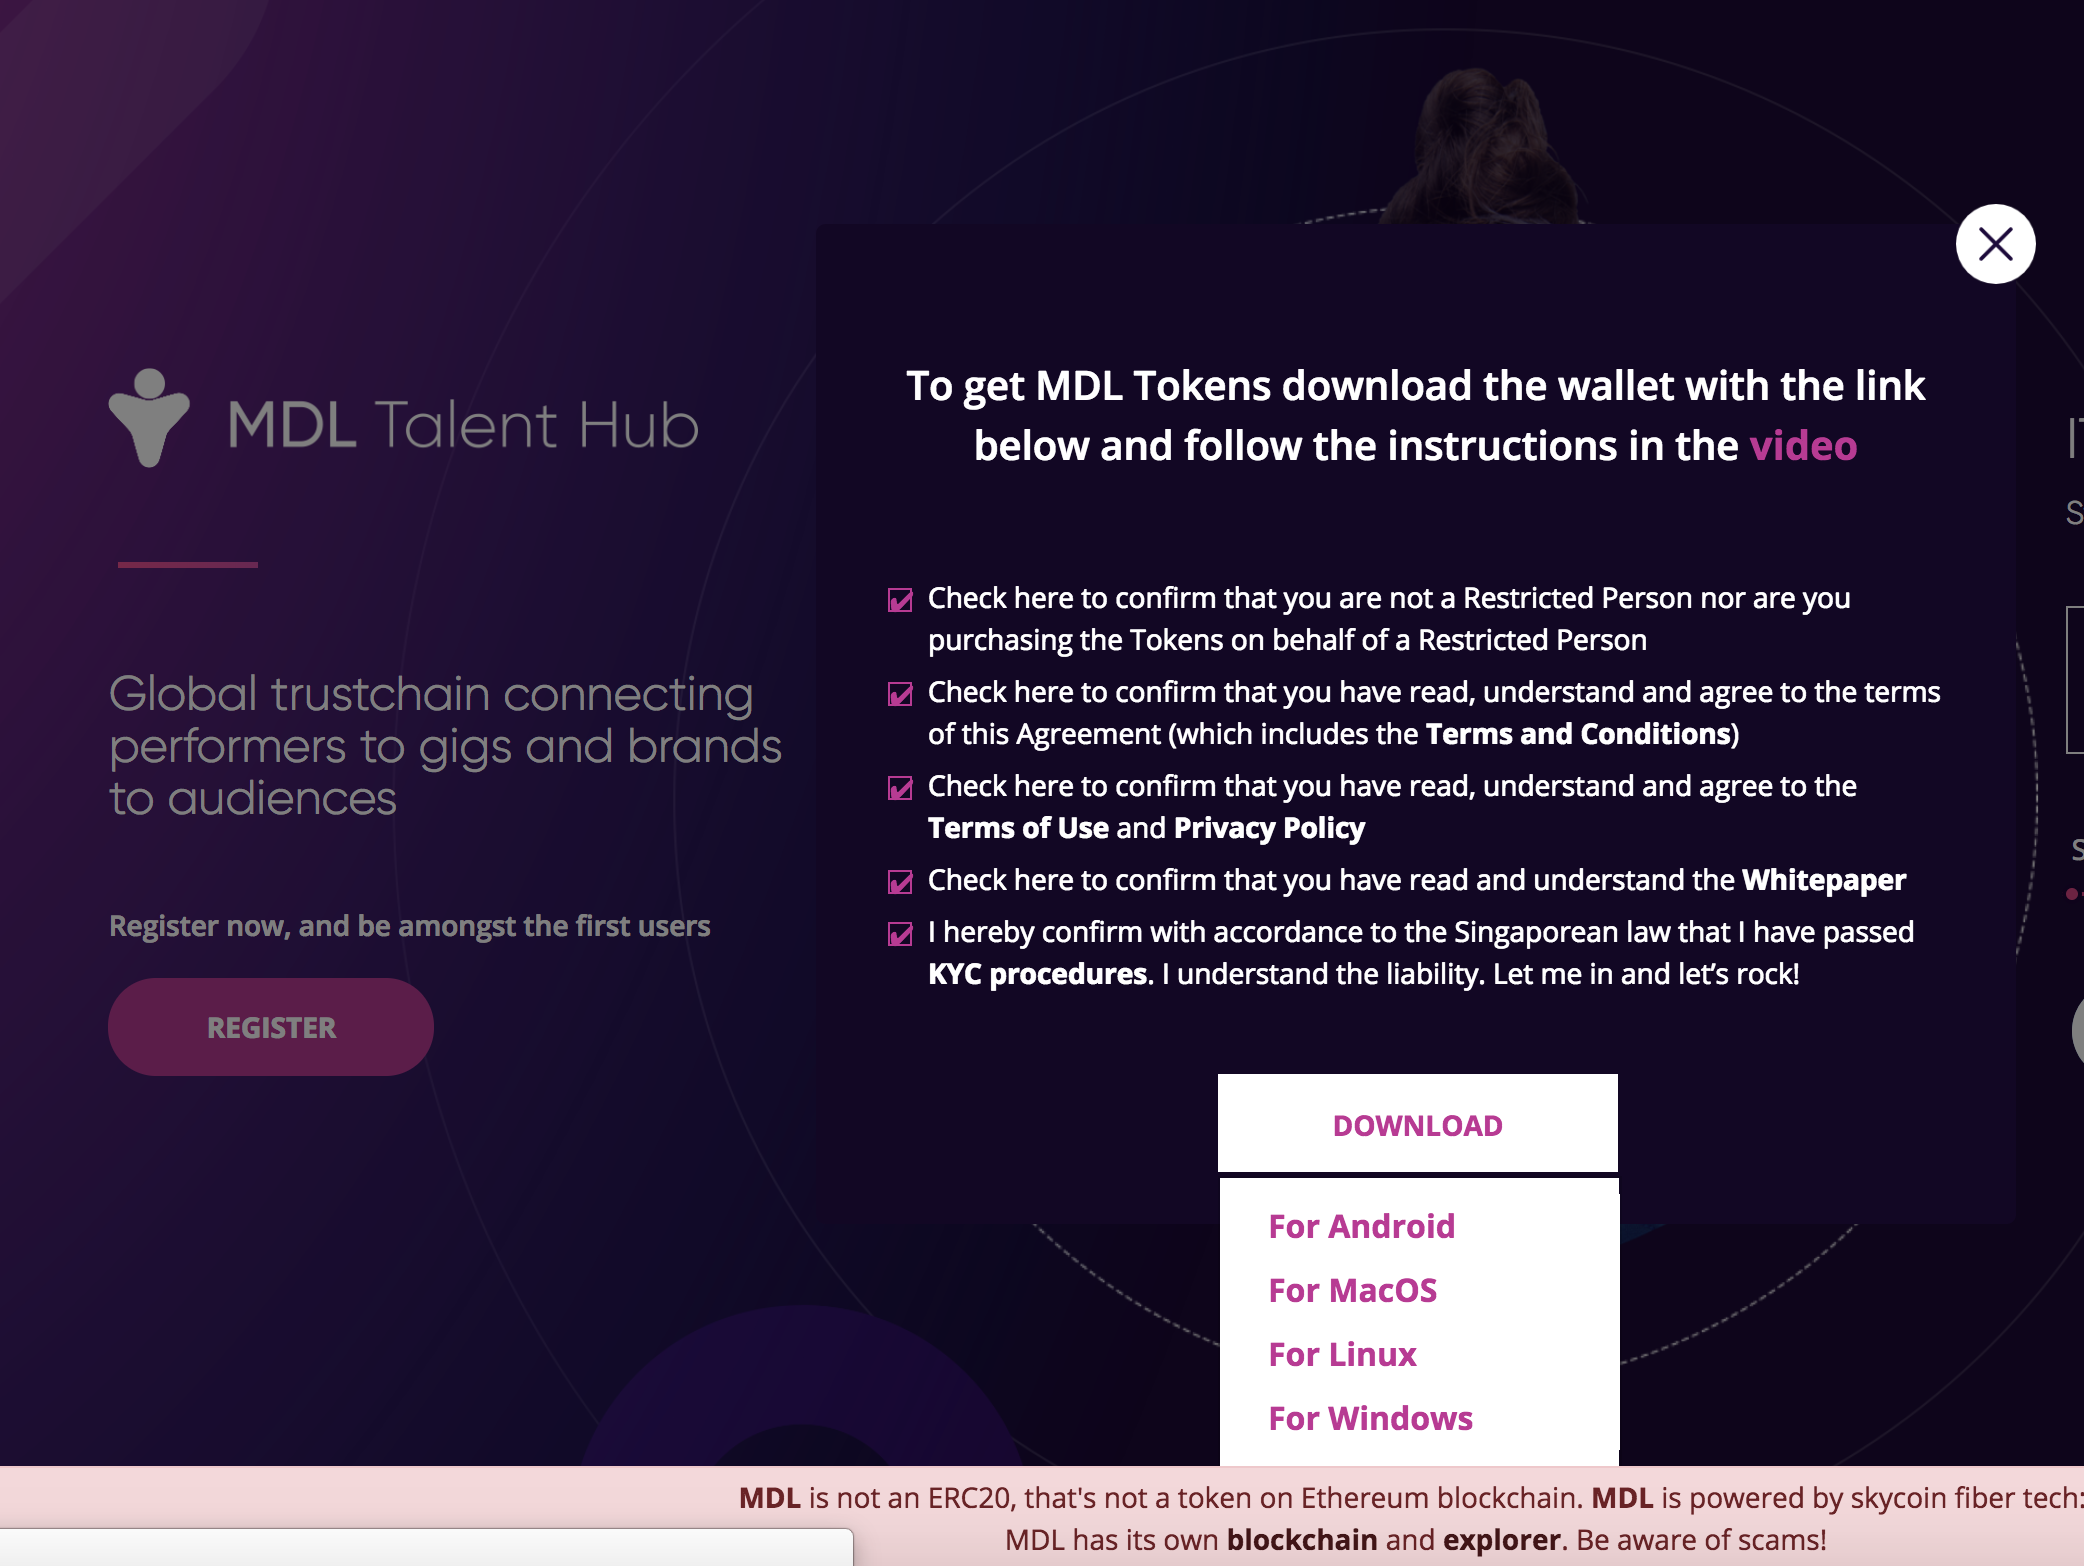 MDL Talent Hub
Global trustchain connecting
performers to gigs and brands
to audiences
Register now, and be amongst the first users
REGISTER
To get MDL Tokens download the wallet with the link
below and follow the instructions in the video
Check here to confirm that you are not a Restricted Person nor are you
purchasing the Tokens on behalf of a Restricted Person
Check here to confirm that you have read, understand and agree to the terms
of this Agreement (which includes the Terms and Conditions)
Check here to confirm that you have read, understand and agree to the
Terms of Use and Privacy Policy
Check here to confirm that you have read and understand the Whitepaper
I hereby confirm with accordance to the Singaporean law that I have passed
KYC procedures. I understand the liability. Let me in and let’s rock!
DOWNLOAD
For Android
For MacOS
For Linux
For Windows
MDL is not an ERC20, that's not a token on Ethereum blockchain. MDL is powered by skycoin fiber tech:
MDL has its own blockchain and explorer. Be aware of scams!